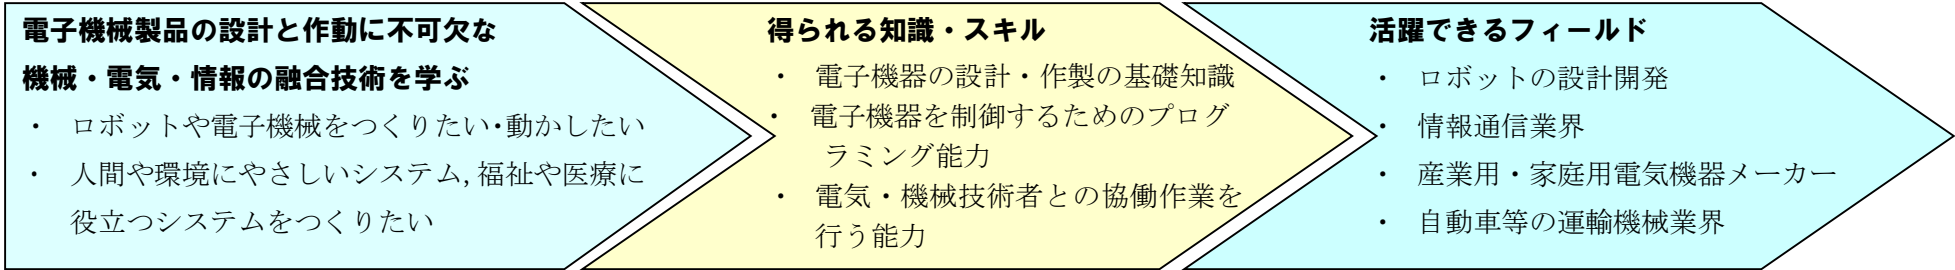 電子機械製品の設計と作動に不可欠な
機械・電気・情報の融合技術を学ぶ
・ ロボットや電子機械をつくりたい・動かしたい
・ 人間や環境にやさしいシステム,福祉や医療に
役立つシステムをつくりたい
得られる知識・スキル
・ 電子機器の設計・作製の基礎知識
・ 電子機器を制御するためのプログ
ラミング能力
・ 電気・機械技術者との協働作業を
行う能力
活躍できるフィールド
・ ロボットの設計開発
・ 情報通信業界
・ 産業用・家庭用電気機器メーカー
・ 自動車等の運輸機械業界